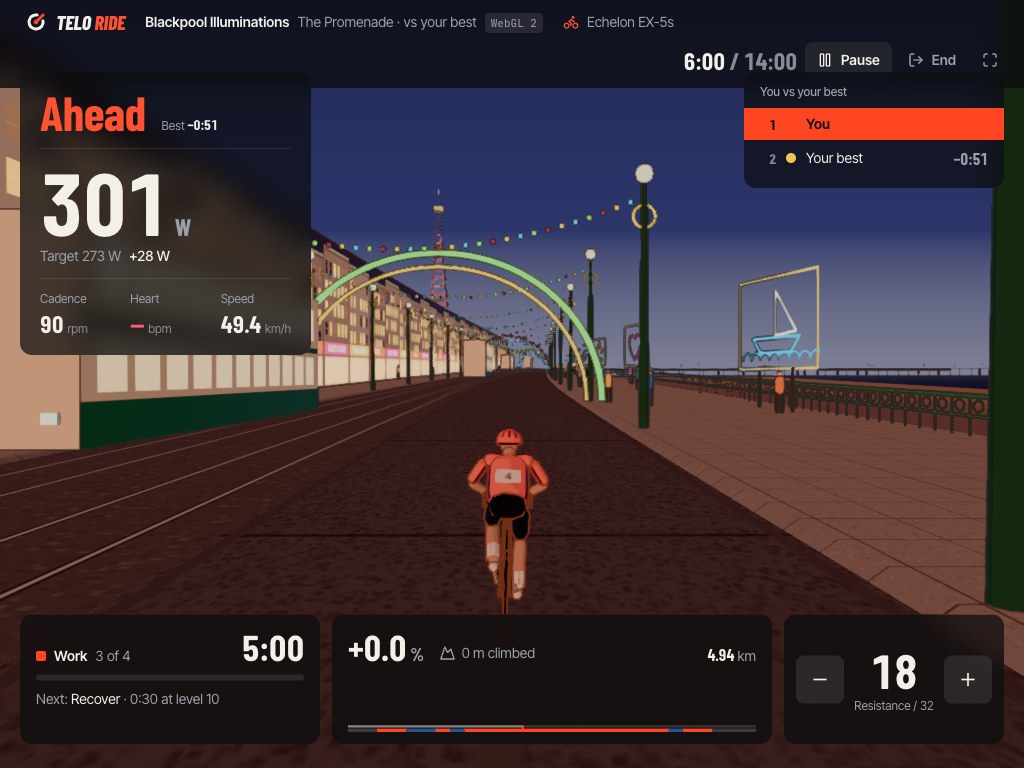 TELO RIDE Blackpool Illuminations The Promenade · vs your best WebGL 2 Echelon EX-5s
6:00 / 14:00 Pause End
Ahead Best −0:51
301 W
Target 273 W +28 W
Cadence Heart Speed
90 rpm – bpm 49.4 km/h
You vs your best
1 You
2 Your best −0:51
4
Work 3 of 4 5:00
Next: Recover · 0:30 at level 10
+0.0 % 0 m climbed 4.94 km
− 18 +
Resistance / 32